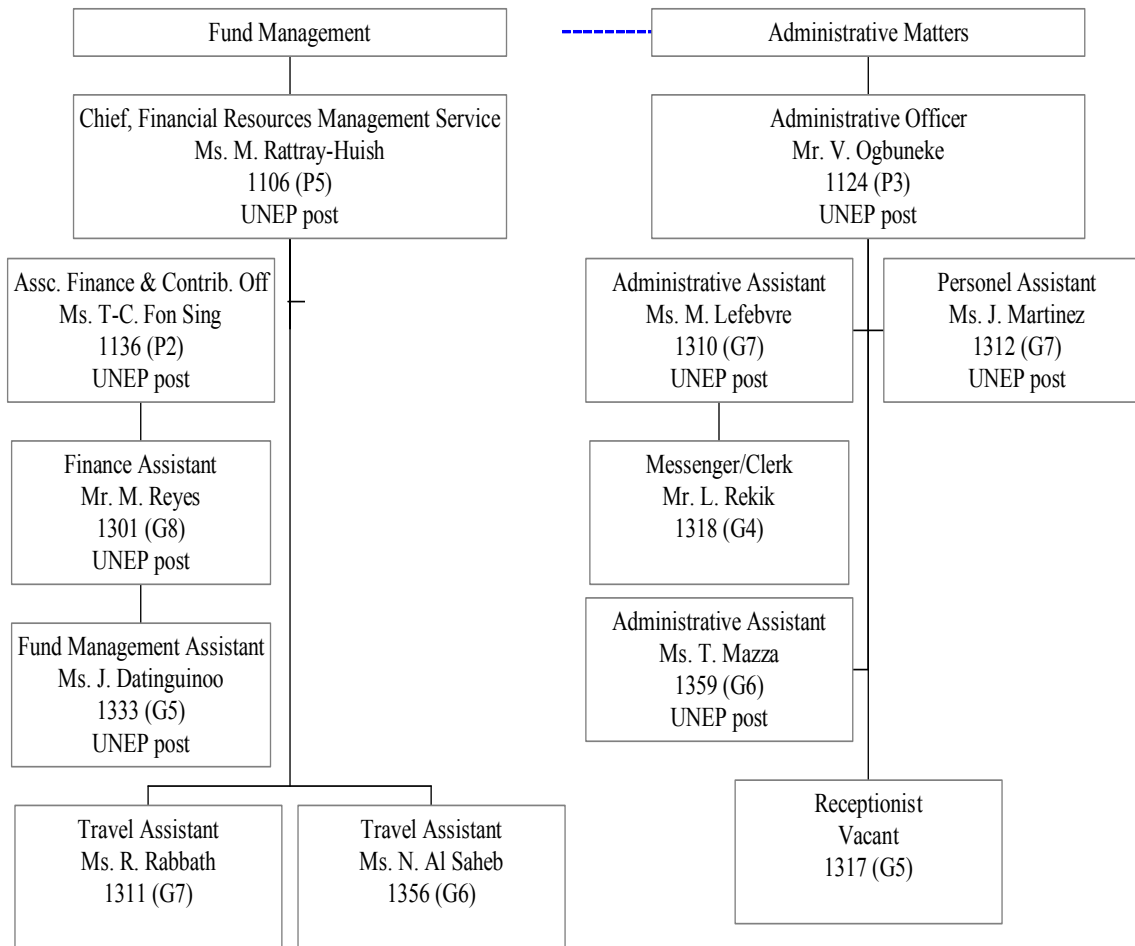 Fund Management
Chief, Financial Resources Management Service
Ms. M. Rattray-Huish
1106 (P5)
UNEP post
Assc. Finance & Contrib. Off
Ms. T-C. Fon Sing
1136 (P2)
UNEP post
Finance Assistant
Mr. M. Reyes
1301 (G8)
UNEP post
Fund Management Assistant
Ms. J. Datinguinoo
1333 (G5)
UNEP post
Travel Assistant
Ms. R. Rabbath
1311 (G7)
Travel Assistant
Ms. N. Al Saheb
1356 (G6)
Administrative Matters
Administrative Officer
Mr. V. Ogbuneke
1124 (P3)
UNEP post
Administrative Assistant
Ms. M. Lefebvre
1310 (G7)
UNEP post
Personel Assistant
Ms. J. Martinez
1312 (G7)
UNEP post
Messenger/Clerk
Mr. L. Rekik
1318 (G4)
Administrative Assistant
Ms. T. Mazza
1359 (G6)
UNEP post
Receptionist
Vacant
1317 (G5)